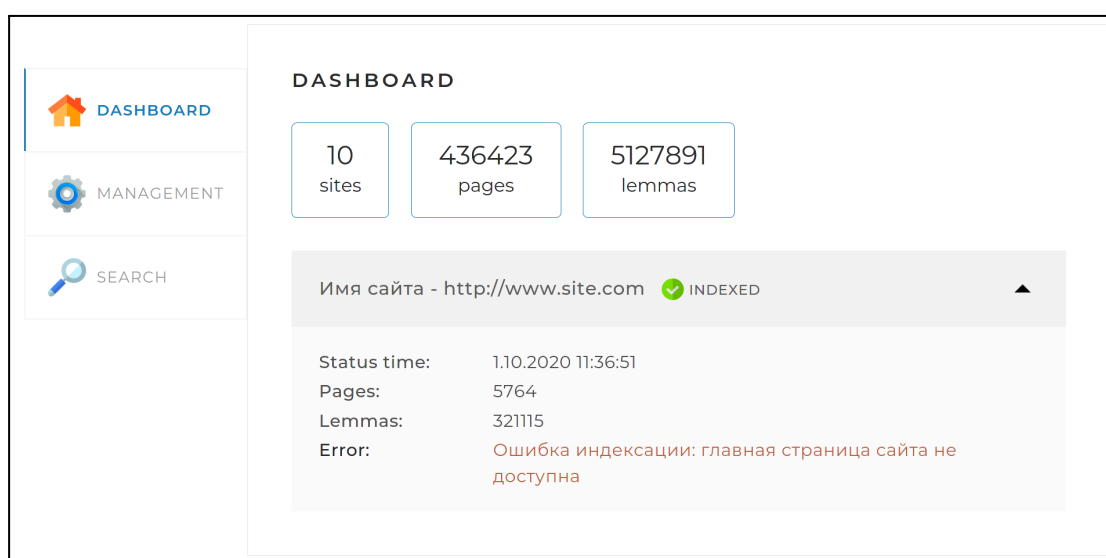 DASHBOARD
MANAGEMENT
SEARCH
DASHBOARD
10
sites
436423
pages
5127891
lemmas
Имя сайта - http://www.site.com INDEXED
Status time: 1.10.2020 11:36:51
Pages: 5764
Lemmas: 321115
Error: Ошибка индексации: главная страница сайта не
доступна